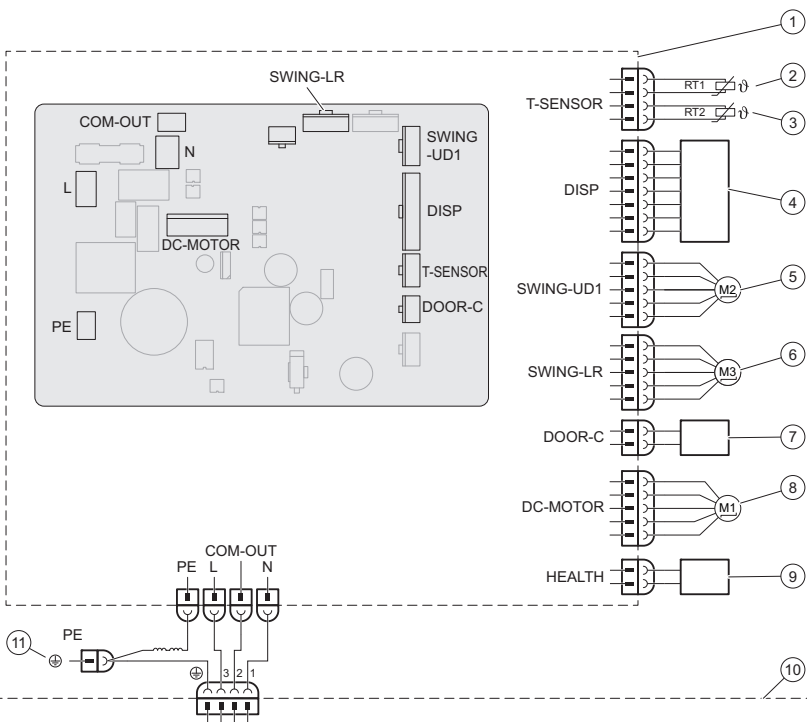 1
SWING-LR
2
RT1 ϑ
COM-OUT
T-SENSOR
3
RT2 ϑ
N
SWING
-UD1
L
DISP
4
DISP
DC-MOTOR
T-SENSOR
SWING-UD1
M2
5
DOOR-C
PE
SWING-LR
M3
6
DOOR-C
7
DC-MOTOR
M1
8
COM-OUT
PE L N
HEALTH
9
11
PE
3 2 1
10